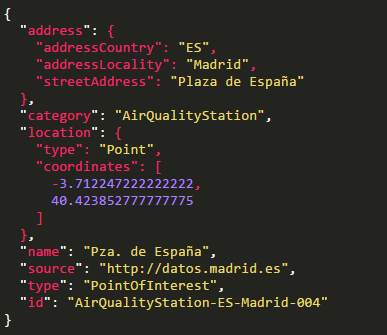 {
  "address": {
    "addressCountry": "ES",
    "addressLocality": "Madrid",
    "streetAddress": "Plaza de España"
  },
  "category": "AirQualityStation",
  "location": {
    "type": "Point",
    "coordinates": [
      -3.712247222222222,
      40.423852777777775
    ]
  },
  "name": "Pza. de España",
  "source": "http://datos.madrid.es",
  "type": "PointOfInterest",
  "id": "AirQualityStation-ES-Madrid-004"
}